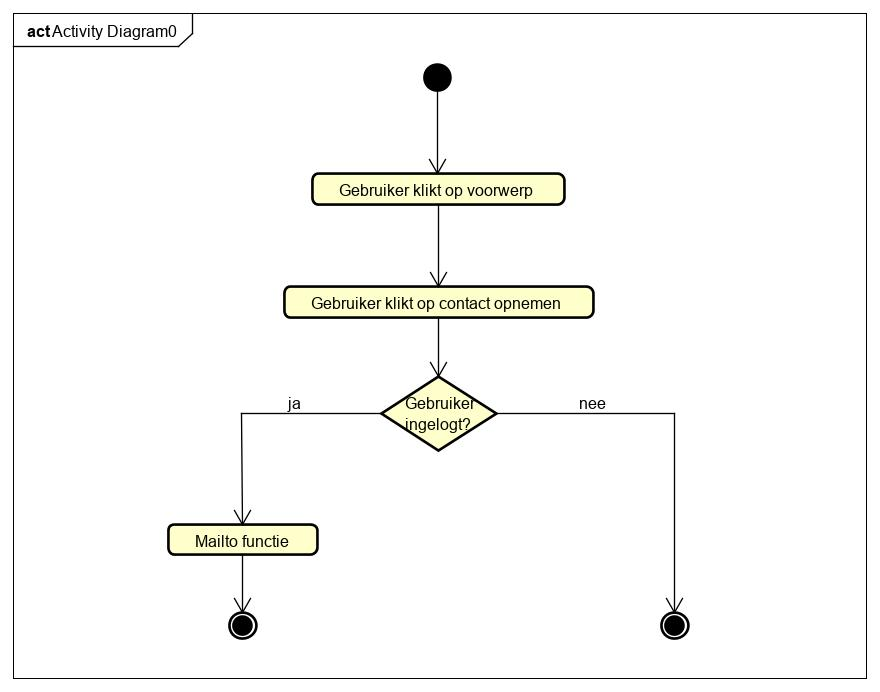 act Activity Diagram0
Gebruiker klikt op voorwerp
Gebruiker klikt op contact opnemen
Gebruiker
ingelogt?
ja
nee
Mailto functie